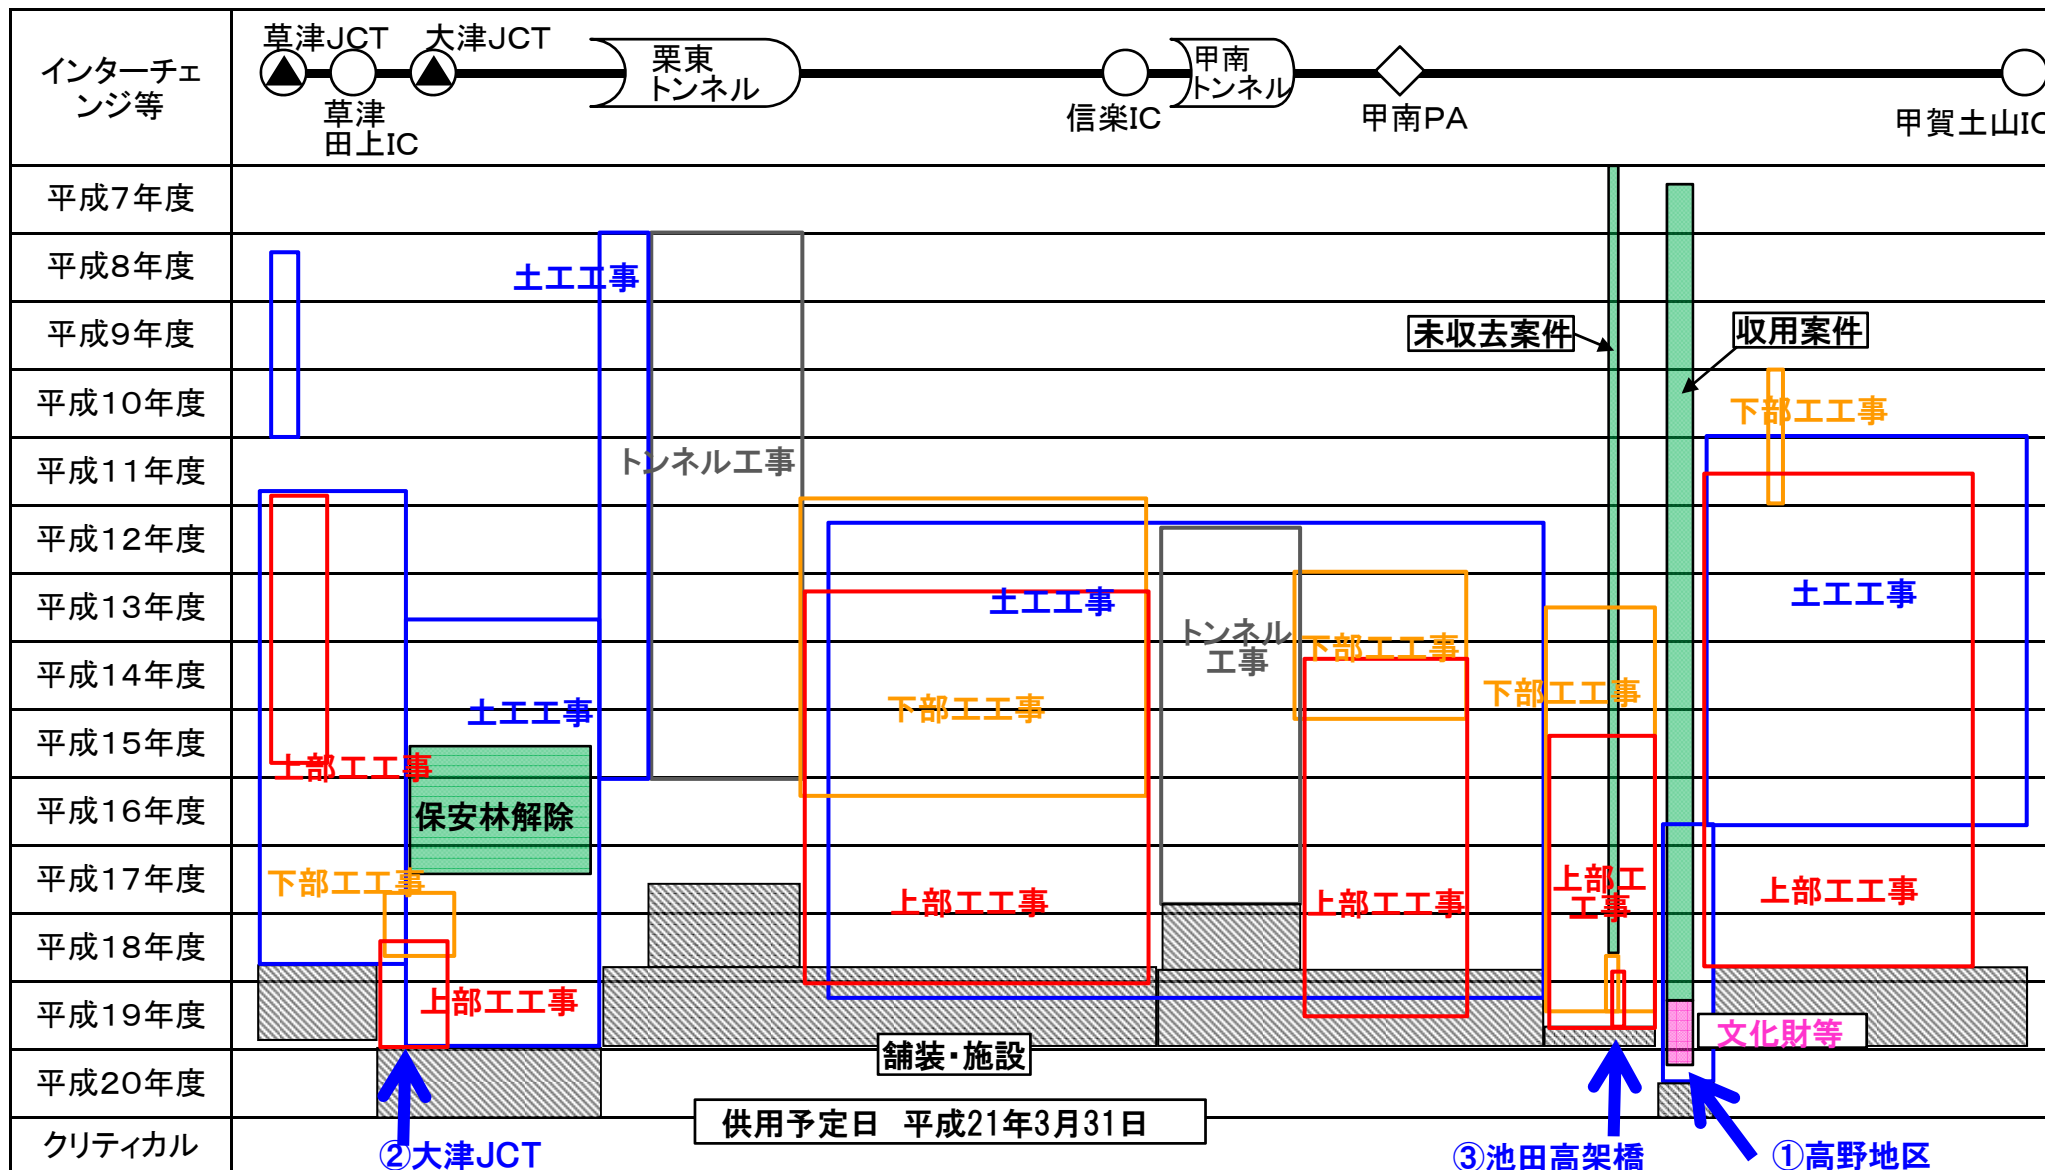 インターチェ
ンジ等
草津JCT
大津JCT
栗東
トンネル
甲南
トンネル
草津
田上IC
信楽IC
甲南PA
甲賀土山IC
平成7年度
平成8年度
土工工事
平成9年度
未収去案件
収用案件
平成10年度
下部工工事
平成11年度
トンネル工事
平成12年度
平成13年度
土工工事
土工工事
トンネル
工事
下部工工事
平成14年度
下部工工事
下部工工事
土工工事
平成15年度
上部工工事
平成16年度
保安林解除
平成17年度
下部工工事
上部工工事
上部工工事
上部工
工事
上部工工事
平成18年度
平成19年度
上部工工事
文化財等
舗装・施設
平成20年度
供用予定日 平成21年3月31日
クリティカル
②大津JCT
③池田高架橋
①高野地区